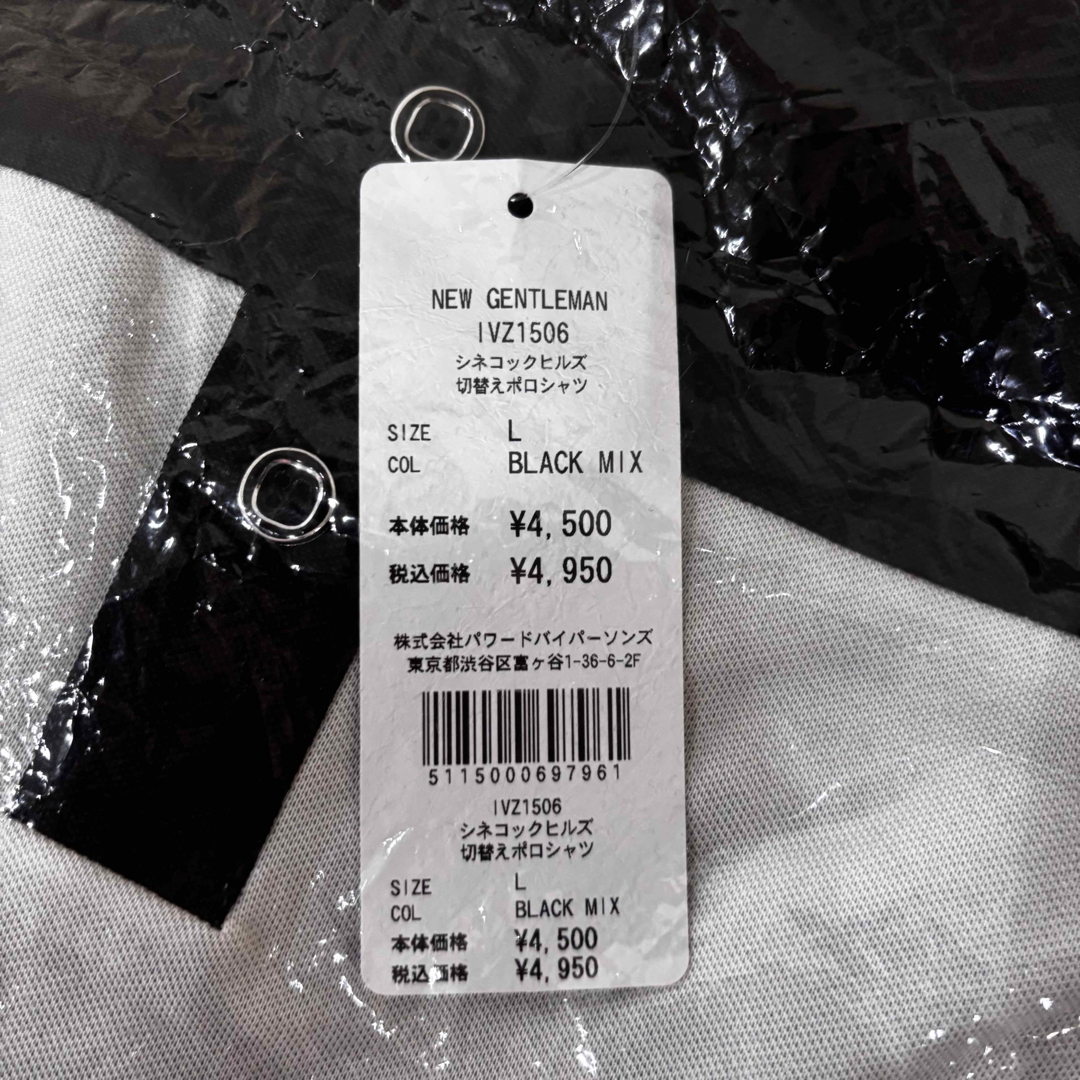 NEW GENTLEMAN
IVZ1506
シネコックヒルズ
切替えポロシャツ
SIZE L
COL BLACK MIX
本体価格 ¥4,500
税込価格 ¥4,950
株式会社パワードバイパーソンズ
東京都渋谷区富ヶ谷1-36-6-2F
5115000697961
IVZ1506
シネコックヒルズ
切替えポロシャツ
SIZE L
COL BLACK MIX
本体価格 ¥4,500
税込価格 ¥4,950